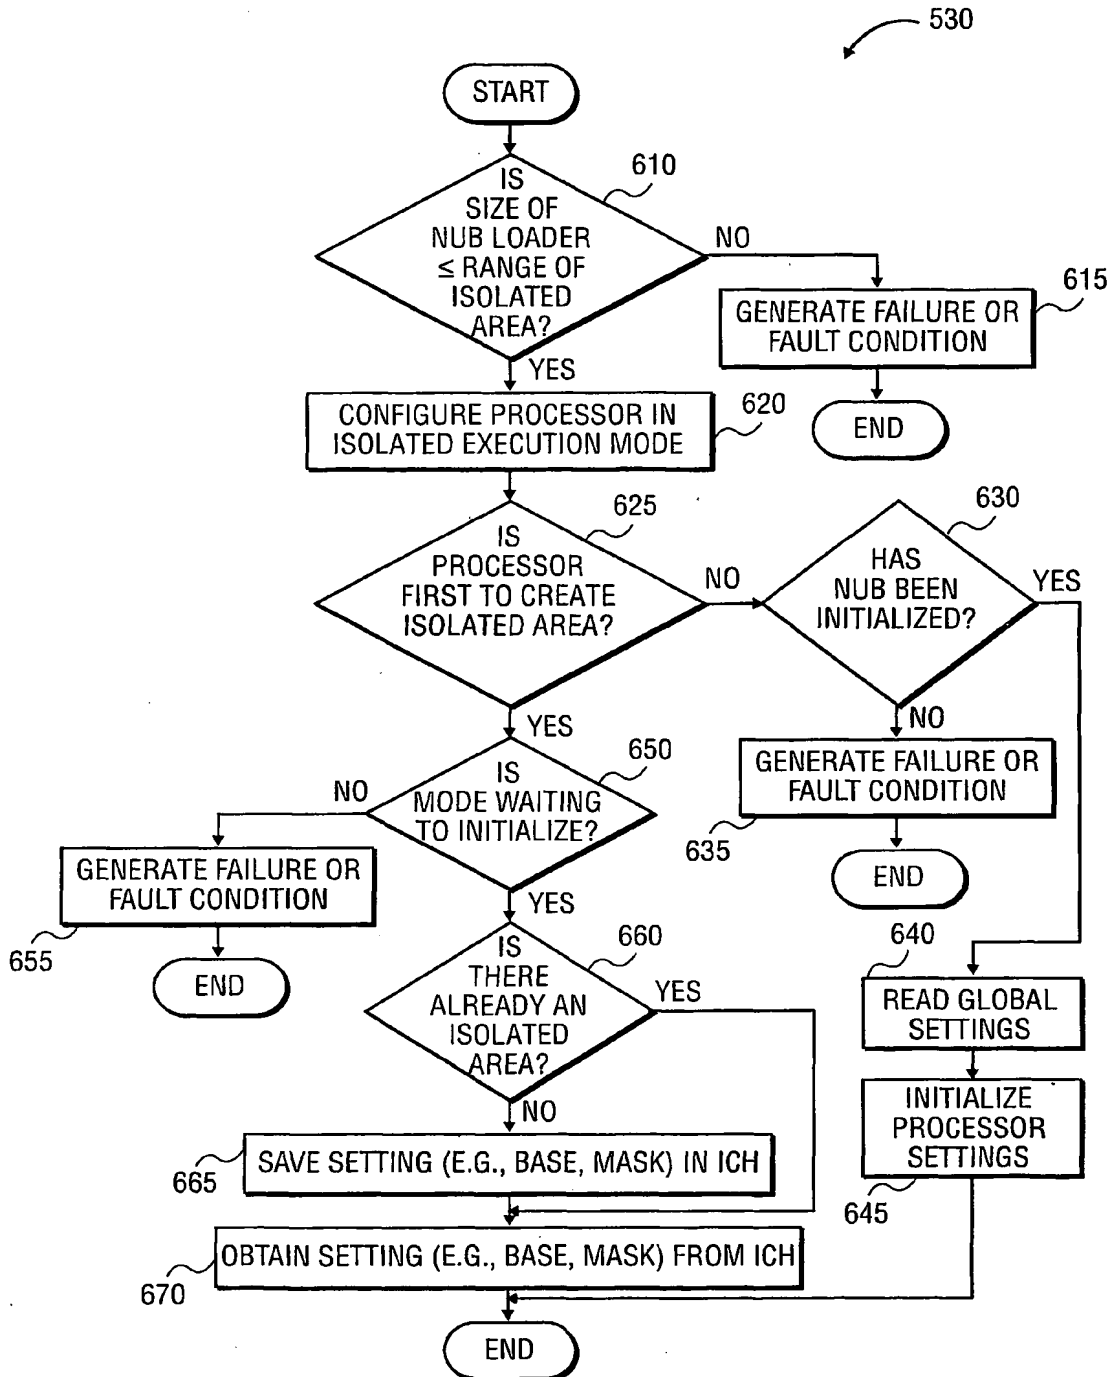 530
START
610
IS
SIZE OF
NUB LOADER
≤ RANGE OF
ISOLATED
AREA?
NO
615
GENERATE FAILURE OR
FAULT CONDITION
END
YES
620
CONFIGURE PROCESSOR IN
ISOLATED EXECUTION MODE
625
IS
PROCESSOR
FIRST TO CREATE
ISOLATED AREA?
NO
630
HAS
NUB BEEN
INITIALIZED?
YES
NO
GENERATE FAILURE OR
FAULT CONDITION
635
END
YES
650
IS
MODE WAITING
TO INITIALIZE?
NO
GENERATE FAILURE OR
FAULT CONDITION
655
END
YES
660
IS
THERE
ALREADY AN
ISOLATED
AREA?
YES
640
READ GLOBAL
SETTINGS
INITIALIZE
PROCESSOR
SETTINGS
645
NO
SAVE SETTING (E.G., BASE, MASK) IN ICH
665
OBTAIN SETTING (E.G., BASE, MASK) FROM ICH
670
END